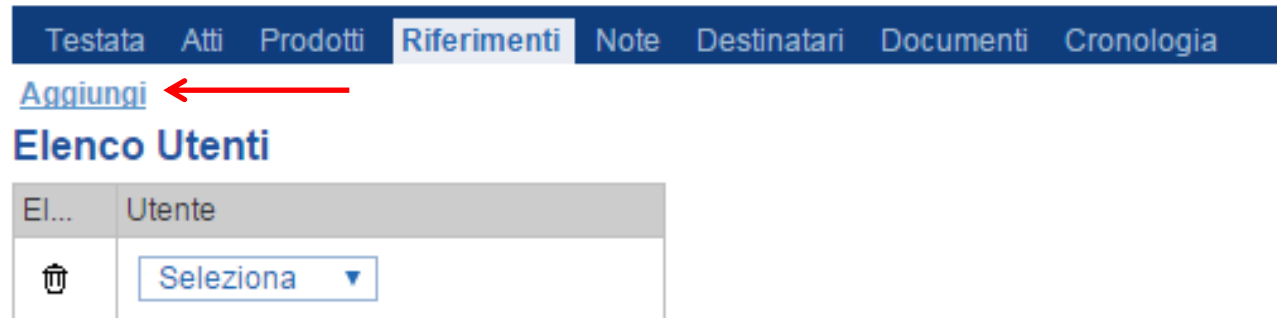 Testata Atti Prodotti Riferimenti Note Destinatari Documenti Cronologia
Aggiungi
Elenco Utenti
El... Utente
Seleziona